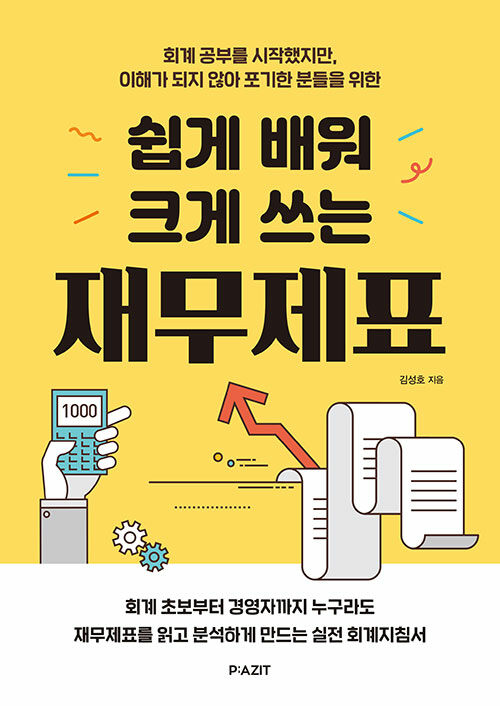 회계 공부를 시작했지만,
이해가 되지 않아 포기한 분들을 위한
쉽게 배워
크게 쓰는
재무제표
김성호 지음
1000
회계 초보부터 경영자까지 누구라도
재무제표를 읽고 분석하게 만드는 실전 회계지침서
P:AZIT